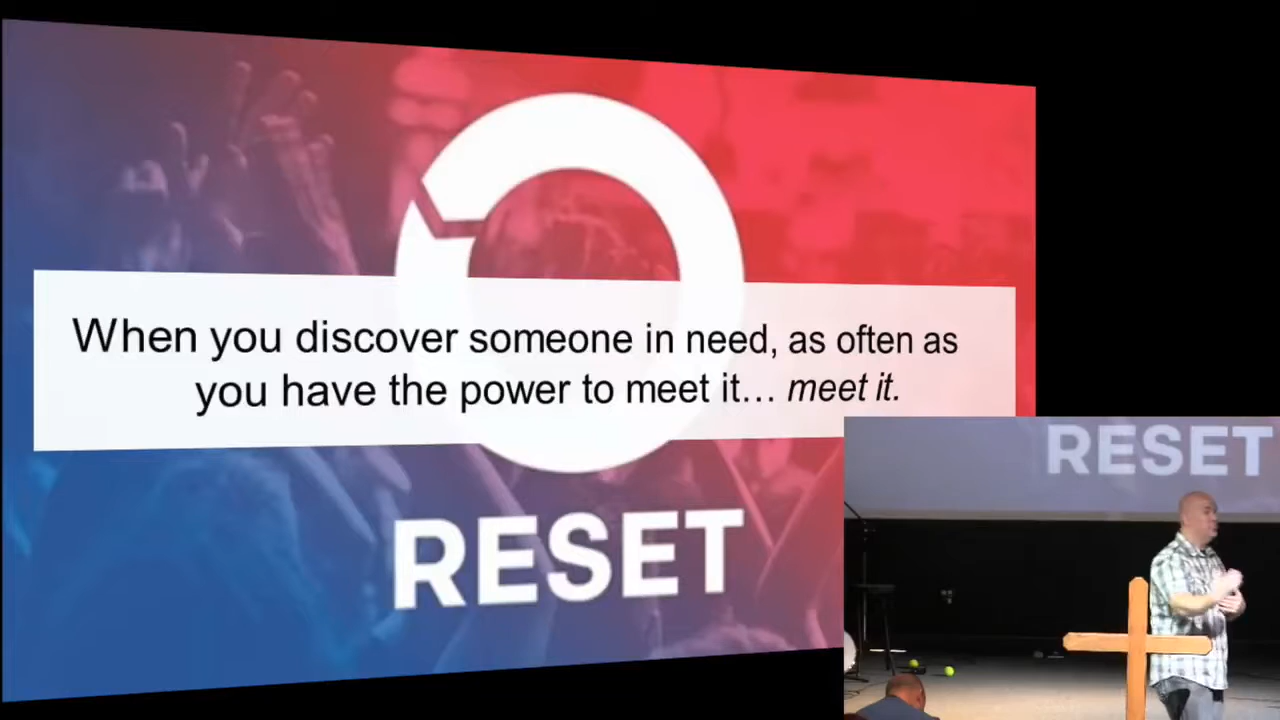 When you discover someone in need, as often as
you have the power to meet it… meet it.
RESET
RESET